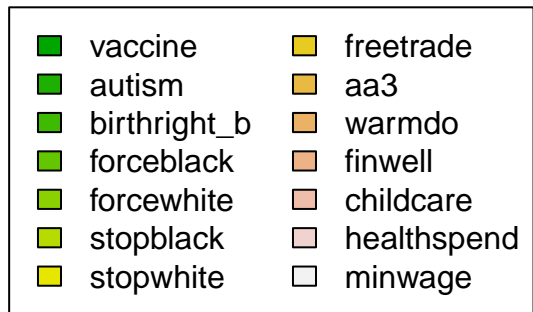 vaccine
autism
birthright_b
forceblack
forcewhite
stopblack
stopwhite
freetrade
aa3
warmdo
finwell
childcare
healthspend
minwage